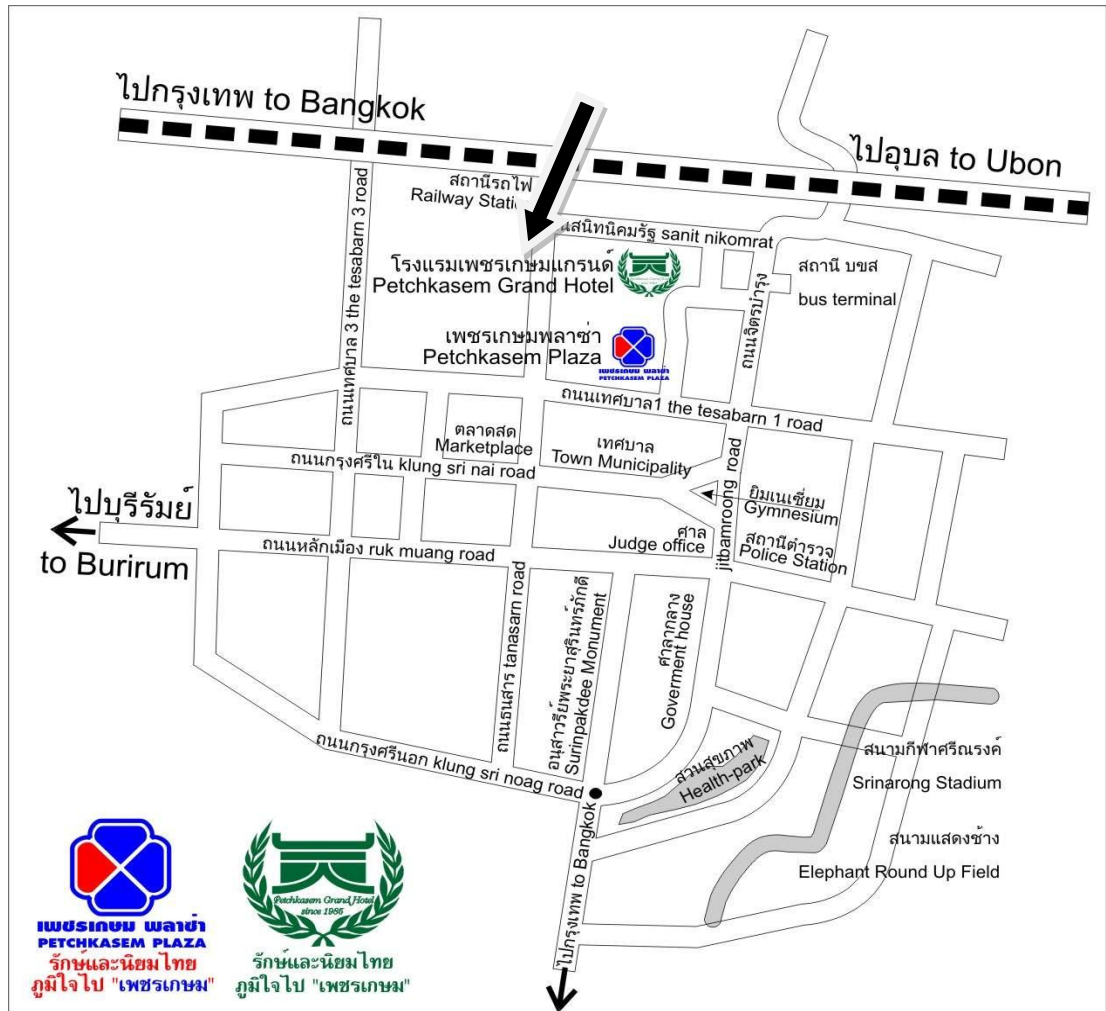 ไปกรุงเทพ to Bangkok
ไปอุบล to Ubon
สถานีรถไฟ
Railway
sanit nikomrat
ถนนเทศบาล 3 the tesabarn 3 road
โรงแรมเพชรเกษมแกรนด์
Petchkasem Grand Hotel
สถานี บขส
bus terminal
ถนนจิตรบำรุง
เพชรเกษมพลาซ่า
Petchkasem Plaza
เพชรเกษม พลาซ่า
PETCHKASEM PLAZA
ถนนเทศบาล1 the tesabarn 1 road
ตลาดสด
Marketplace
เทศบาล
Town Municipality
ถนนกรุงศรีใน klung sri nai road
jitbamroong road
ยิมเนเซี่ยม
Gymnesium
ไปบุรีรัมย์
to Burirum
ศาล
Judge office
สถานีตำรวจ
Police Station
ถนนหลักเมือง ruk muang road
ถนนธนสาร tanasarn road
อนุสาวรีย์พระยาสุรินทร์ภักดี
Surinpakdee Monument
ศาลากลาง
Goverment house
ถนนกรุงศรีนอก klung sri noag road
สวนสุขภาพ
Health-park
สนามกีฬาศรีณรงค์
Srinarong Stadium
สนามแสดงช้าง
Elephant Round Up Field
ไปกรุงเทพ to Bangkok
เพชรเกษม พลาซ่า
PETCHKASEM PLAZA
รักษ์และนิยมไทย
ภูมิใจไป "เพชรเกษม"
Petchkasem Grand Hotel
since 1985
รักษ์และนิยมไทย
ภูมิใจไป "เพชรเกษม"